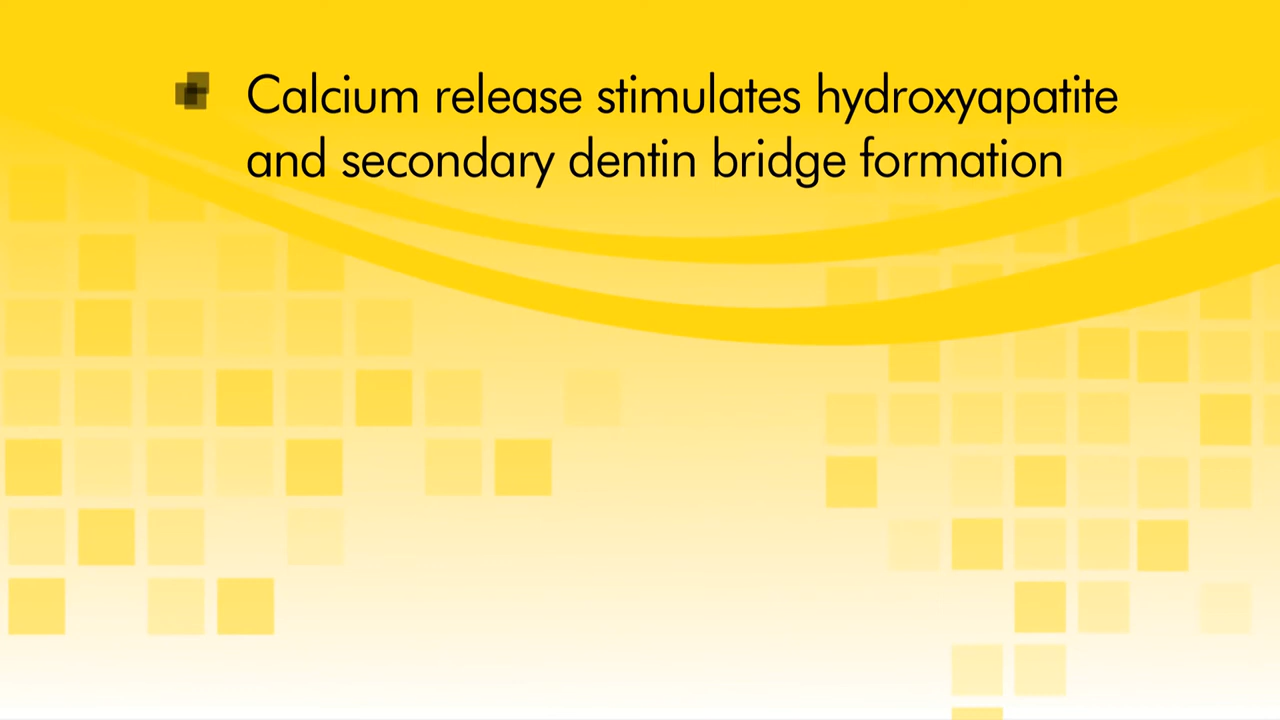 Calcium release stimulates hydroxyapatite
and secondary dentin bridge formation